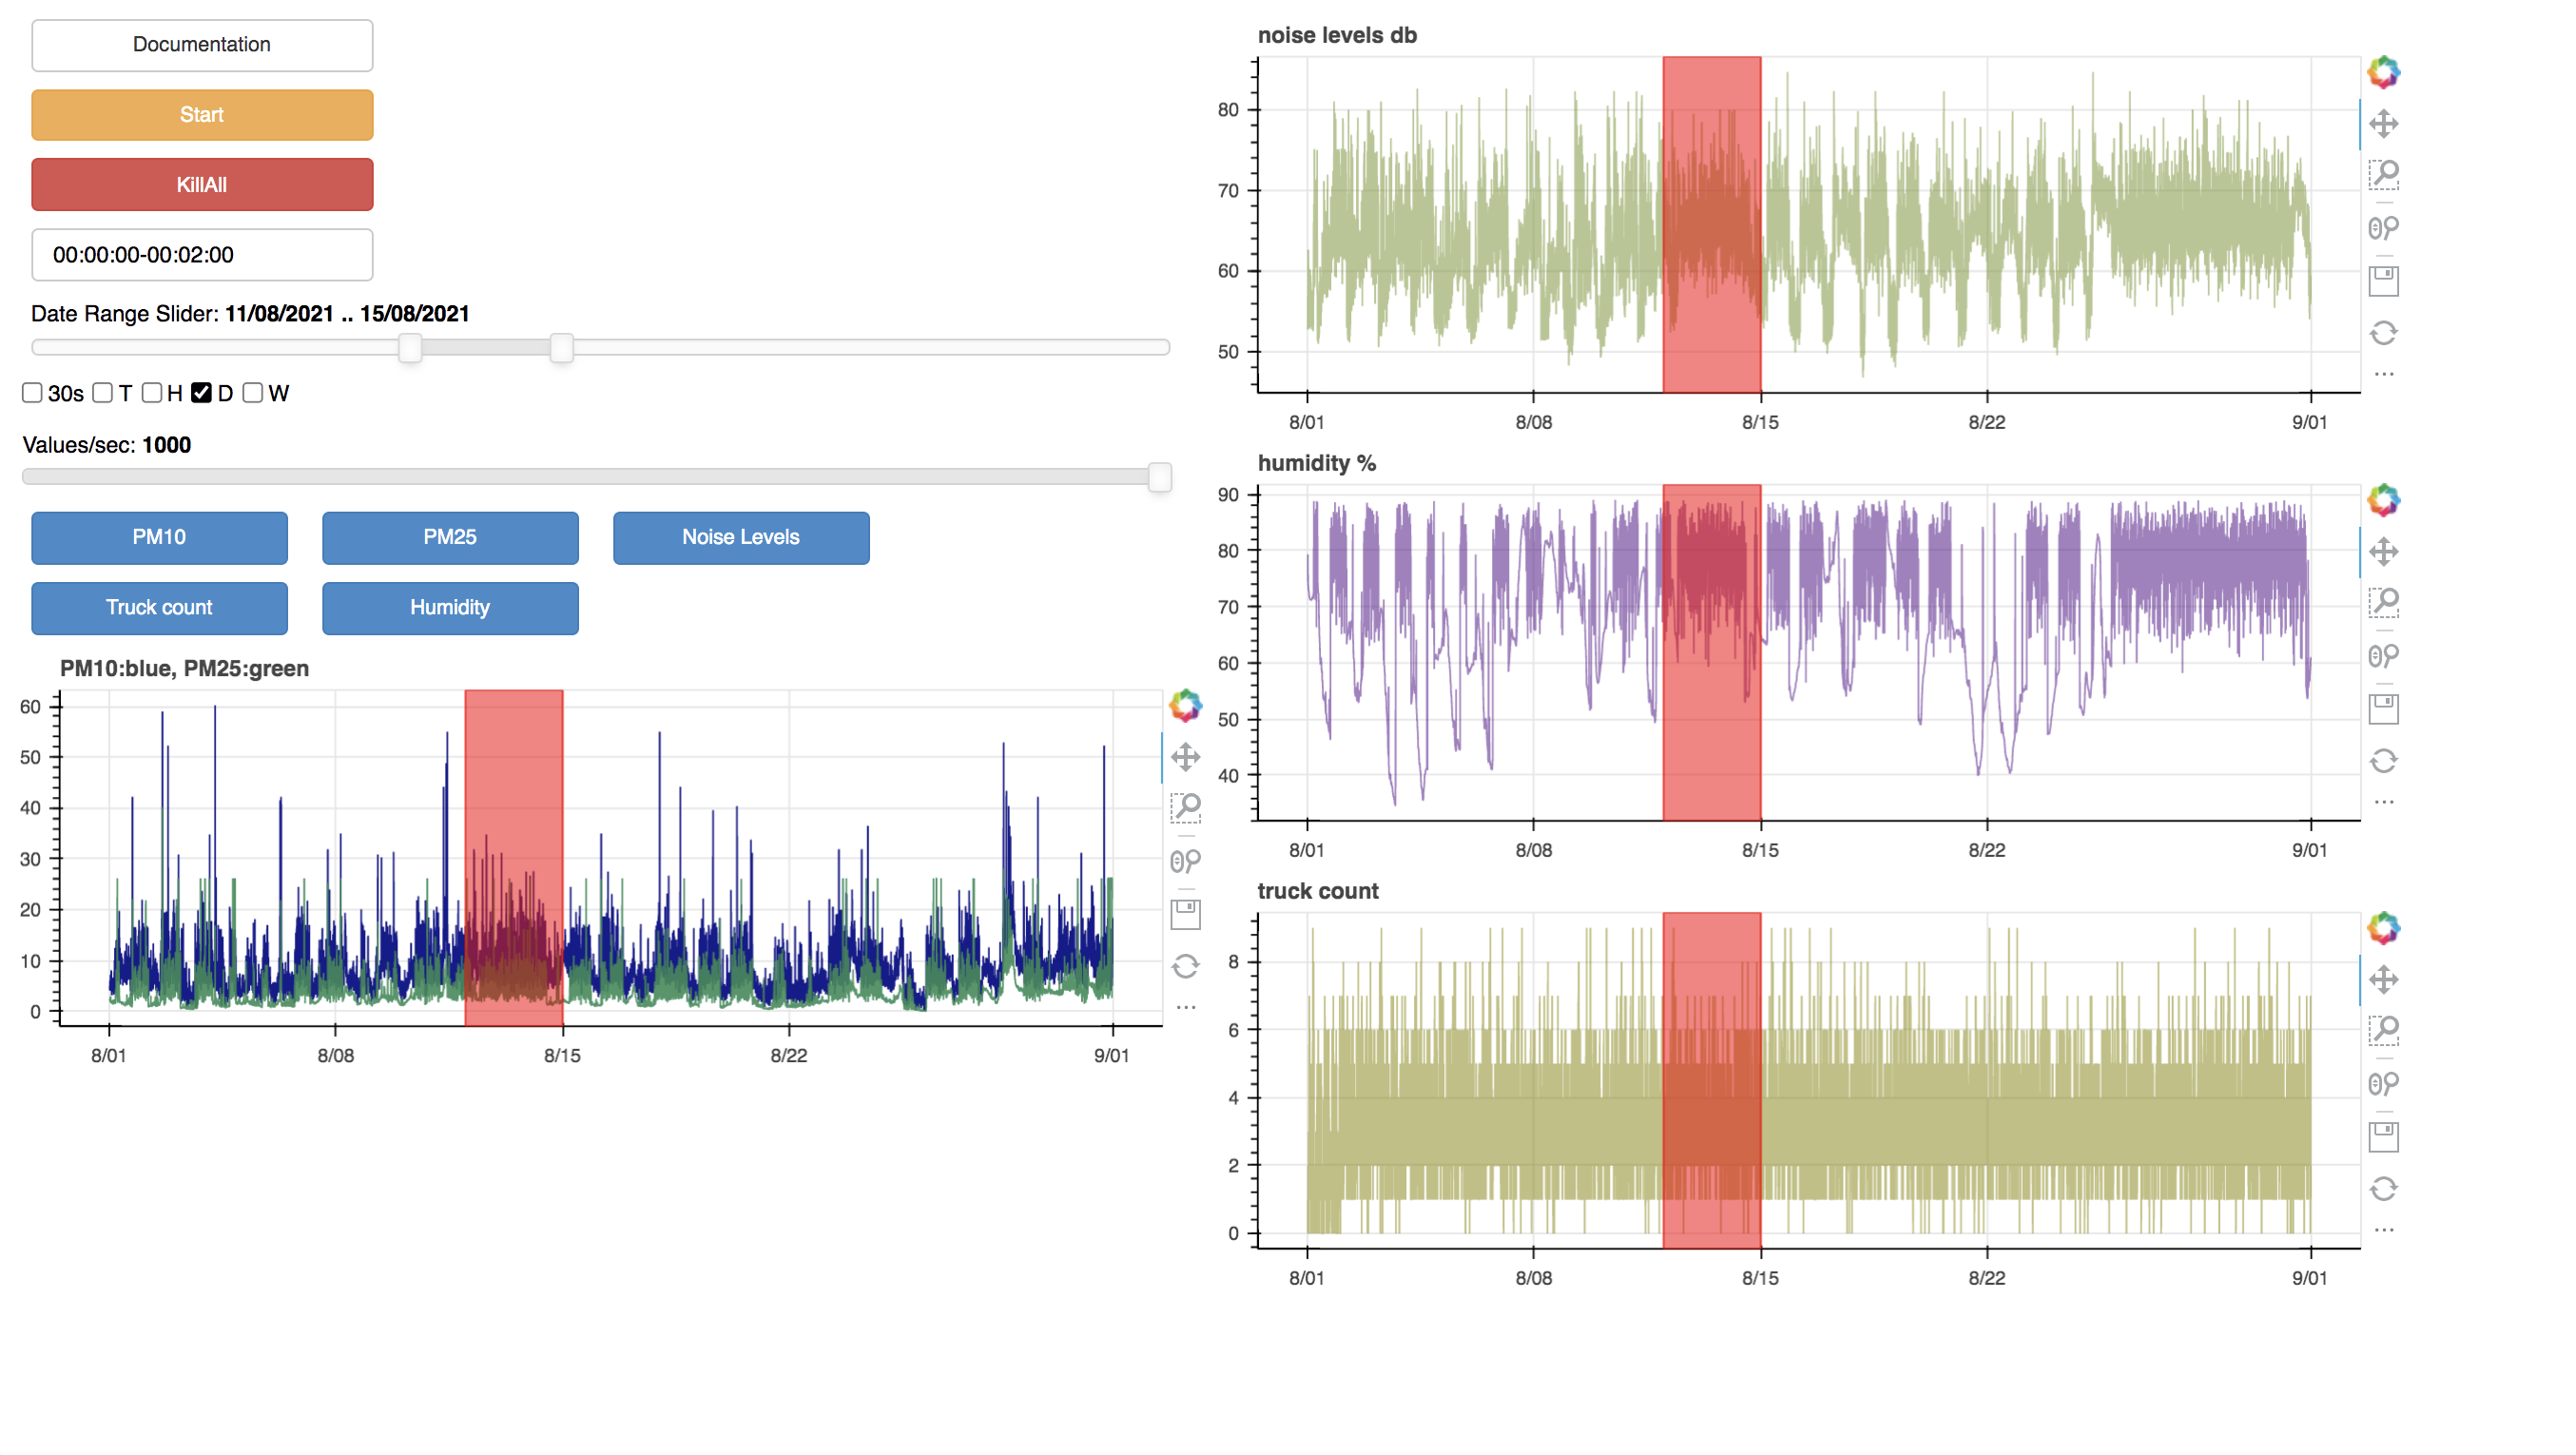 Documentation
Start
KillAll
00:00:00-00:02:00
Date Range Slider: 11/08/2021 .. 15/08/2021
30s T H D W
Values/sec: 1000
PM10 PM25 Noise Levels
Truck count Humidity
PM10:blue, PM25:green
60
50
40
30
20
10
0
8/01 8/08 8/15 8/22 9/01
...
noise levels db
80
70
60
50
8/01 8/08 8/15 8/22 9/01
...
humidity %
90
80
70
60
50
40
8/01 8/08 8/15 8/22 9/01
...
truck count
8
6
4
2
0
8/01 8/08 8/15 8/22 9/01
...